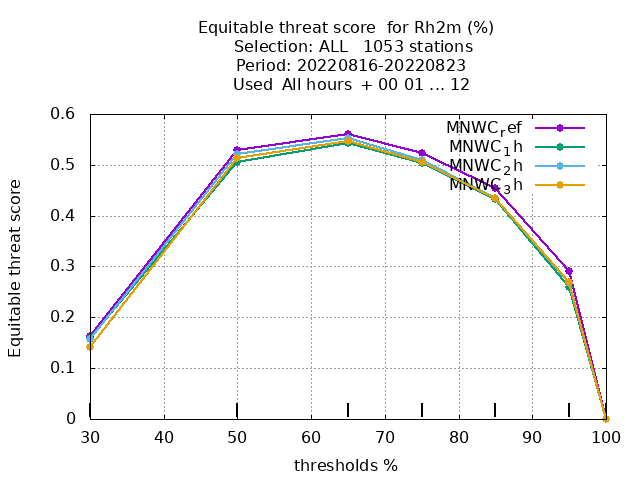 Equitable threat score  for Rh2m (%)
Selection: ALL   1053 stations
Period: 20220816-20220823
Used  All hours  + 00 01 ... 12
Equitable threat score
0.6
0.5
0.4
0.3
0.2
0.1
0
MNWC_ref
MNWC_1h
MNWC_2h
MNWC_3h
30 40 50 60 70 80 90 100
thresholds %